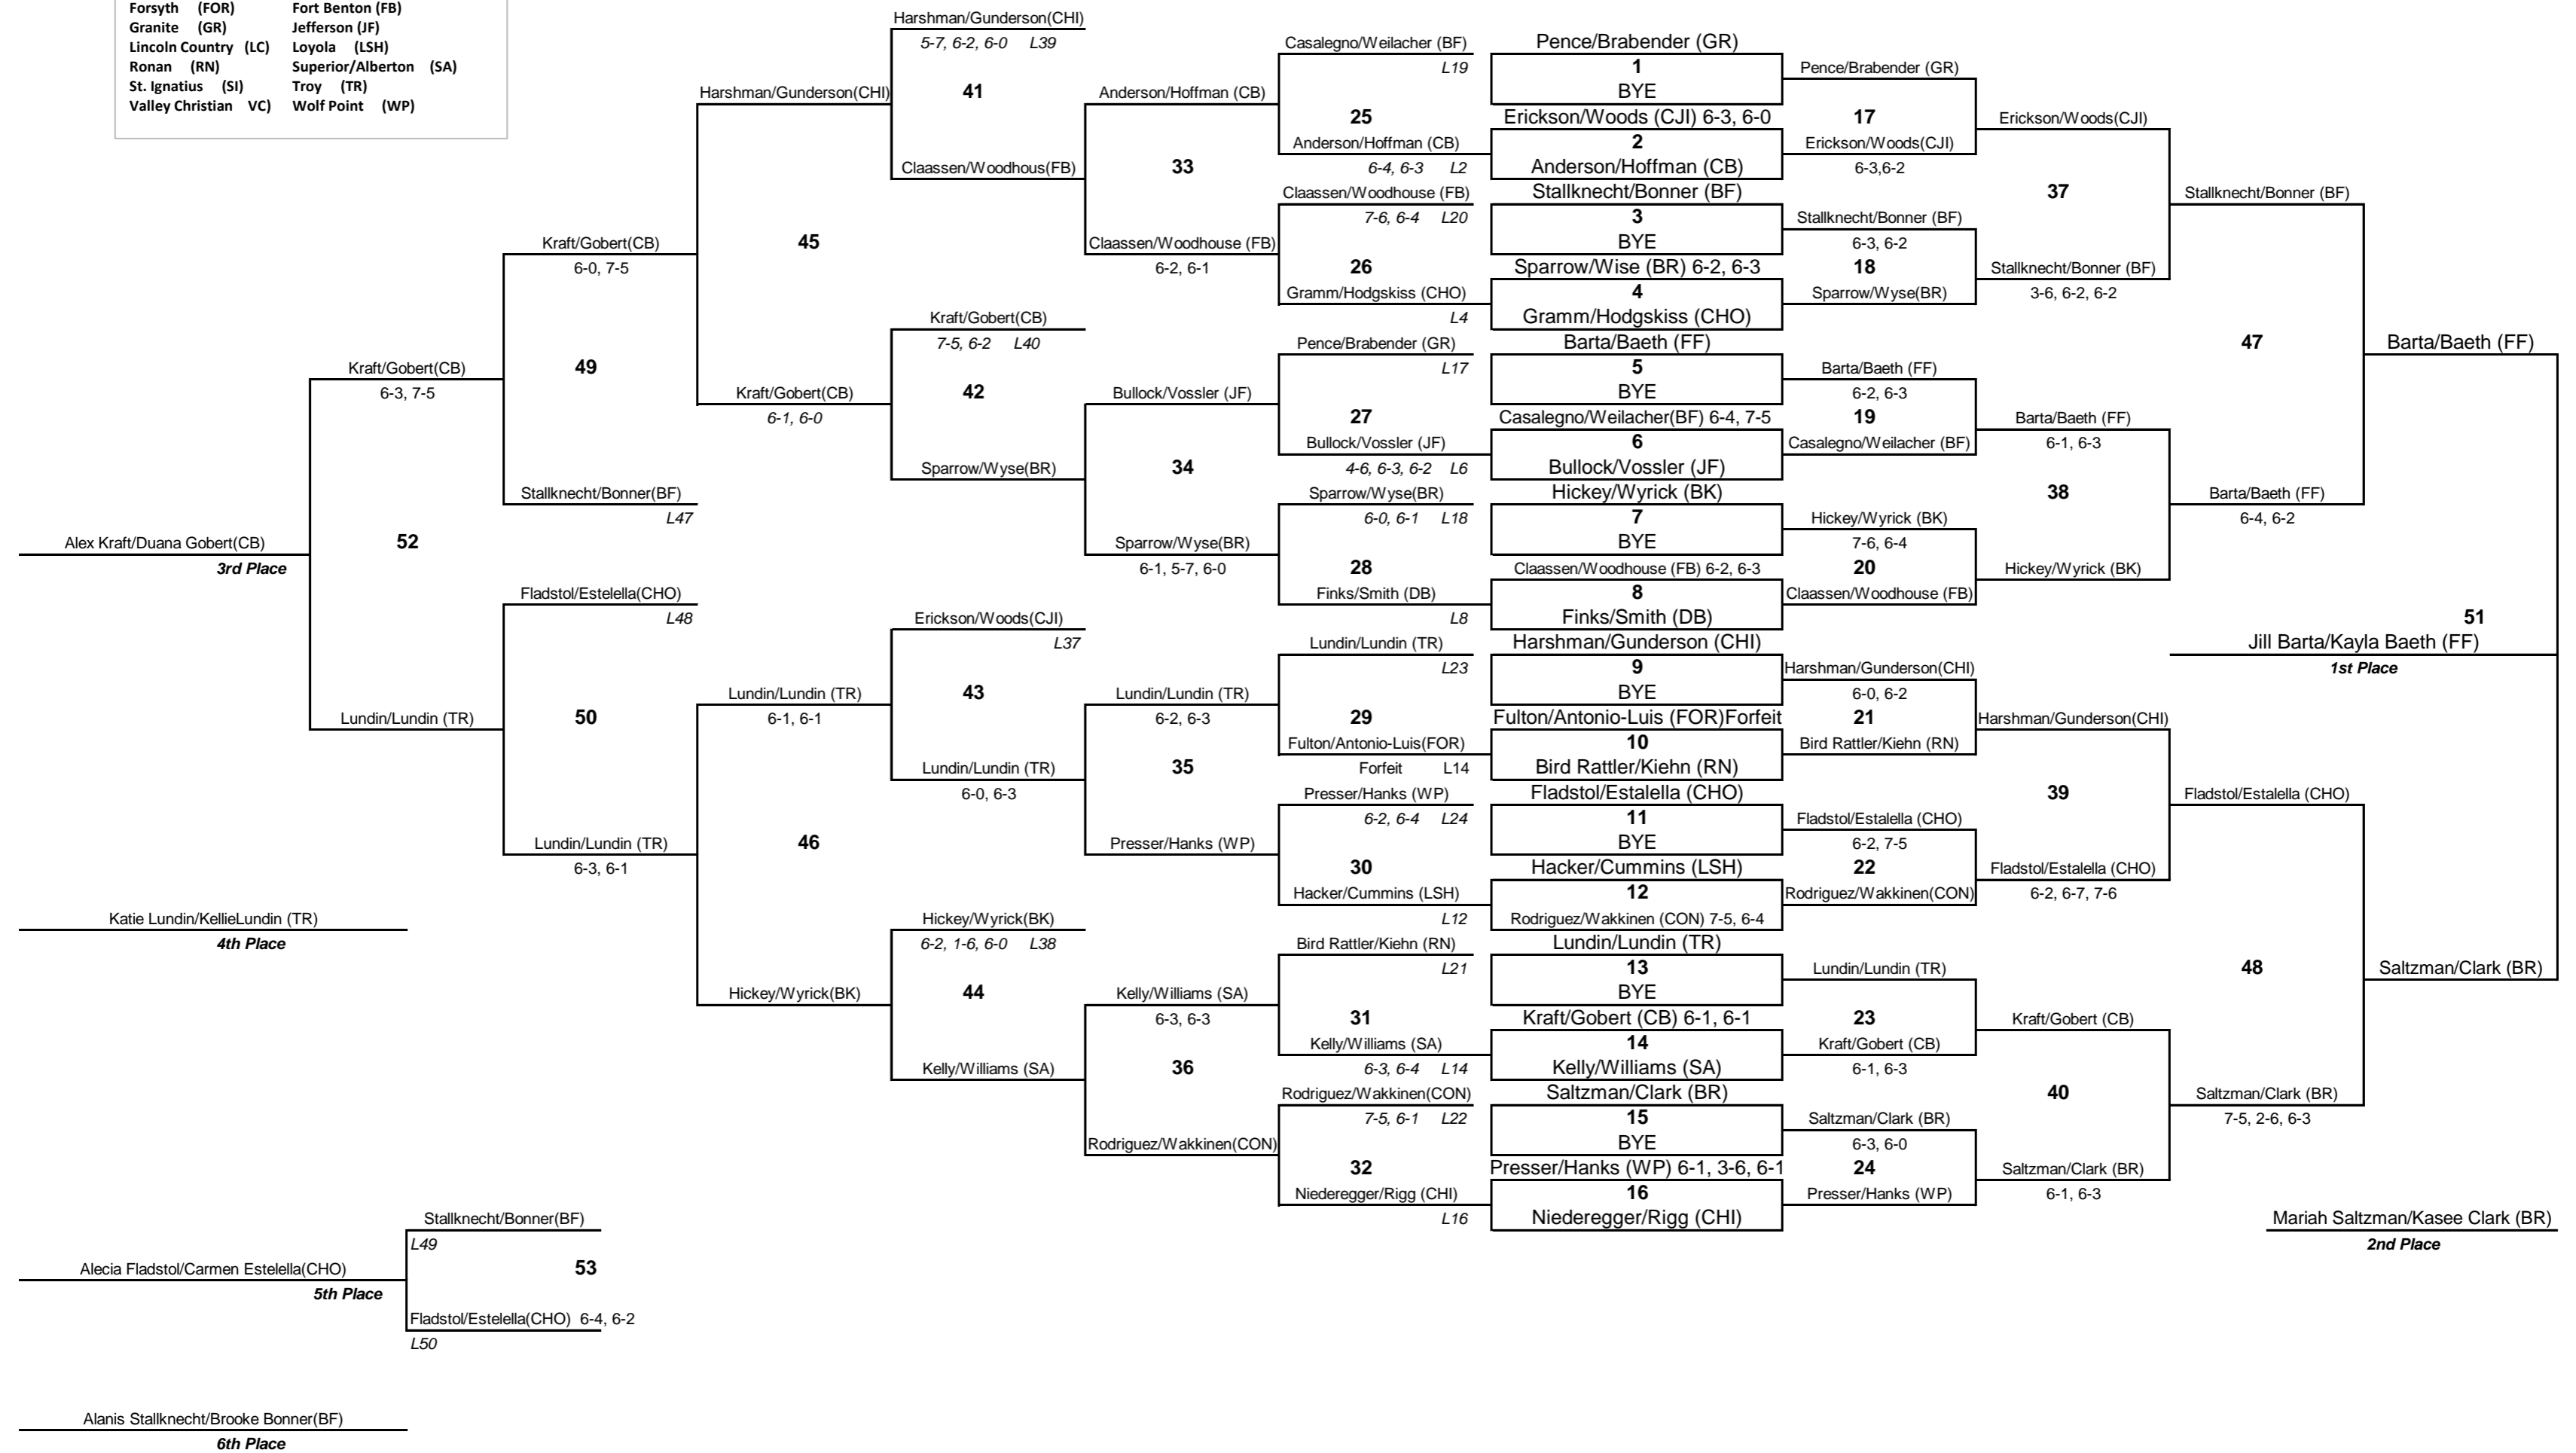 Forsyth (FOR) Fort Benton (FB)
Granite (GR) Jefferson (JF)
Lincoln Country (LC) Loyola (LSH)
Ronan (RN) Superior/Alberton (SA)
St. Ignatius (SI) Troy (TR)
Valley Christian VC) Wolf Point (WP)
Alex Kraft/Duana Gobert(CB)
3rd Place
Katie Lundin/KellieLundin (TR)
4th Place
Alecia Fladstol/Carmen Estelella(CHO)
5th Place
Alanis Stallknecht/Brooke Bonner(BF)
6th Place
Kraft/Gobert(CB)
6-3, 7-5
52
Lundin/Lundin (TR)
Stallknecht/Bonner(BF)
L49
53
Fladstol/Estelella(CHO) 6-4, 6-2
L50
Kraft/Gobert(CB)
6-0, 7-5
49
Stallknecht/Bonner(BF)
L47
Fladstol/Estelella(CHO)
L48
50
Lundin/Lundin (TR)
6-3, 6-1
Harshman/Gunderson(CHI)
45
Kraft/Gobert(CB)
6-1, 6-0
Lundin/Lundin (TR)
6-1, 6-1
46
Hickey/Wyrick(BK)
Harshman/Gunderson(CHI)
5-7, 6-2, 6-0 L39
41
Claassen/Woodhous(FB)
Kraft/Gobert(CB)
7-5, 6-2 L40
42
Sparrow/Wyse(BR)
Erickson/Woods(CJI)
L37
43
Lundin/Lundin (TR)
6-0, 6-3
Hickey/Wyrick(BK)
6-2, 1-6, 6-0 L38
44
Kelly/Williams (SA)
Anderson/Hoffman (CB)
33
Claassen/Woodhouse (FB)
6-2, 6-1
Bullock/Vossler (JF)
34
Sparrow/Wyse(BR)
6-1, 5-7, 6-0
Lundin/Lundin (TR)
6-2, 6-3
35
Presser/Hanks (WP)
Kelly/Williams (SA)
6-3, 6-3
36
Rodriguez/Wakkinen(CON)
Casalegno/Weilacher (BF)
L19
25
Anderson/Hoffman (CB)
6-4, 6-3 L2
Claassen/Woodhouse (FB)
7-6, 6-4 L20
26
Gramm/Hodgskiss (CHO)
L4
Pence/Brabender (GR)
L17
27
Bullock/Vossler (JF)
4-6, 6-3, 6-2 L6
Sparrow/Wyse(BR)
6-0, 6-1 L18
28
Finks/Smith (DB)
L8
Lundin/Lundin (TR)
L23
29
Fulton/Antonio-Luis(FOR)
Forfeit L14
Presser/Hanks (WP)
6-2, 6-4 L24
30
Hacker/Cummins (LSH)
L12
Bird Rattler/Kiehn (RN)
L21
31
Kelly/Williams (SA)
6-3, 6-4 L14
Rodriguez/Wakkinen(CON)
7-5, 6-1 L22
32
Niederegger/Rigg (CHI)
L16
Pence/Brabender (GR)
1
BYE
Erickson/Woods (CJI) 6-3, 6-0
2
Anderson/Hoffman (CB)
Stallknecht/Bonner (BF)
3
BYE
Sparrow/Wise (BR) 6-2, 6-3
4
Gramm/Hodgskiss (CHO)
Barta/Baeth (FF)
5
BYE
Casalegno/Weilacher(BF) 6-4, 7-5
6
Bullock/Vossler (JF)
Hickey/Wyrick (BK)
7
BYE
Claassen/Woodhouse (FB) 6-2, 6-3
8
Finks/Smith (DB)
Harshman/Gunderson (CHI)
9
BYE
Fulton/Antonio-Luis (FOR)Forfeit
10
Bird Rattler/Kiehn (RN)
Fladstol/Estalella (CHO)
11
BYE
Hacker/Cummins (LSH)
12
Rodriguez/Wakkinen (CON) 7-5, 6-4
Lundin/Lundin (TR)
13
BYE
Kraft/Gobert (CB) 6-1, 6-1
14
Kelly/Williams (SA)
Saltzman/Clark (BR)
15
BYE
Presser/Hanks (WP) 6-1, 3-6, 6-1
16
Niederegger/Rigg (CHI)
Pence/Brabender (GR)
17
Erickson/Woods(CJI)
6-3,6-2
Stallknecht/Bonner (BF)
6-3, 6-2
18
Sparrow/Wyse(BR)
Barta/Baeth (FF)
6-2, 6-3
19
Casalegno/Weilacher (BF)
Hickey/Wyrick (BK)
7-6, 6-4
20
Claassen/Woodhouse (FB)
Harshman/Gunderson(CHI)
6-0, 6-2
21
Bird Rattler/Kiehn (RN)
Fladstol/Estalella (CHO)
6-2, 7-5
22
Rodriguez/Wakkinen(CON)
Lundin/Lundin (TR)
23
Kraft/Gobert (CB)
6-1, 6-3
Saltzman/Clark (BR)
6-3, 6-0
24
Presser/Hanks (WP)
Erickson/Woods(CJI)
37
Stallknecht/Bonner (BF)
3-6, 6-2, 6-2
Barta/Baeth (FF)
6-1, 6-3
38
Hickey/Wyrick (BK)
Harshman/Gunderson(CHI)
39
Fladstol/Estalella (CHO)
6-2, 6-7, 7-6
Kraft/Gobert (CB)
40
Saltzman/Clark (BR)
6-1, 6-3
Stallknecht/Bonner (BF)
47
Barta/Baeth (FF)
6-4, 6-2
Fladstol/Estalella (CHO)
48
Saltzman/Clark (BR)
7-5, 2-6, 6-3
Barta/Baeth (FF)
51
Jill Barta/Kayla Baeth (FF)
1st Place
Saltzman/Clark (BR)
Mariah Saltzman/Kasee Clark (BR)
2nd Place